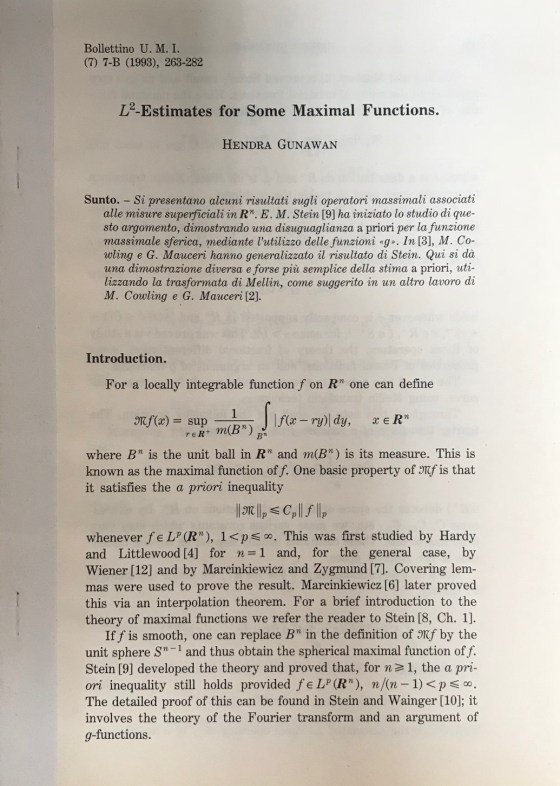 Bollettino U. M. I.
(7) 7-B (1993), 263-282
L²-Estimates for Some Maximal Functions.
HENDRA GUNAWAN
Sunto. – Si presentano alcuni risultati sugli operatori massimali associati
alle misure superficiali in Rⁿ. E. M. Stein [9] ha iniziato lo studio di que-
sto argomento, dimostrando una disuguaglianza a priori per la funzione
massimale sferica, mediante l'utilizzo delle funzioni «g». In [3], M. Co-
wling e G. Mauceri hanno generalizzato il risultato di Stein. Qui si dà
una dimostrazione diversa e forse più semplice della stima a priori, uti-
lizzando la trasformata di Mellin, come suggerito in un altro lavoro di
M. Cowling e G. Mauceri [2].
Introduction.
For a locally integrable function f on Rⁿ one can define
𝔐f(x) = sup_{r∈R⁺} 1/m(Bⁿ) ∫_{Bⁿ} |f(x − ry)| dy, x ∈ Rⁿ
where Bⁿ is the unit ball in Rⁿ and m(Bⁿ) is its measure. This is
known as the maximal function of f. One basic property of 𝔐f is that
it satisfies the a priori inequality
‖𝔐‖ₚ ⩽ Cₚ‖f‖ₚ
whenever f ∈ Lᵖ(Rⁿ), 1 < p ⩽ ∞. This was first studied by Hardy
and Littlewood [4] for n = 1 and, for the general case, by
Wiener [12] and by Marcinkiewicz and Zygmund [7]. Covering lem-
mas were used to prove the result. Marcinkiewicz [6] later proved
this via an interpolation theorem. For a brief introduction to the
theory of maximal functions we refer the reader to Stein [8, Ch. 1].
If f is smooth, one can replace Bⁿ in the definition of 𝔐f by the
unit sphere Sⁿ⁻¹ and thus obtain the spherical maximal function of f.
Stein [9] developed the theory and proved that, for n ⩾ 1, the a pri-
ori inequality still holds provided f ∈ Lᵖ(Rⁿ), n/(n − 1) < p ⩽ ∞.
The detailed proof of this can be found in Stein and Wainger [10]; it
involves the theory of the Fourier transform and an argument of
g-functions.